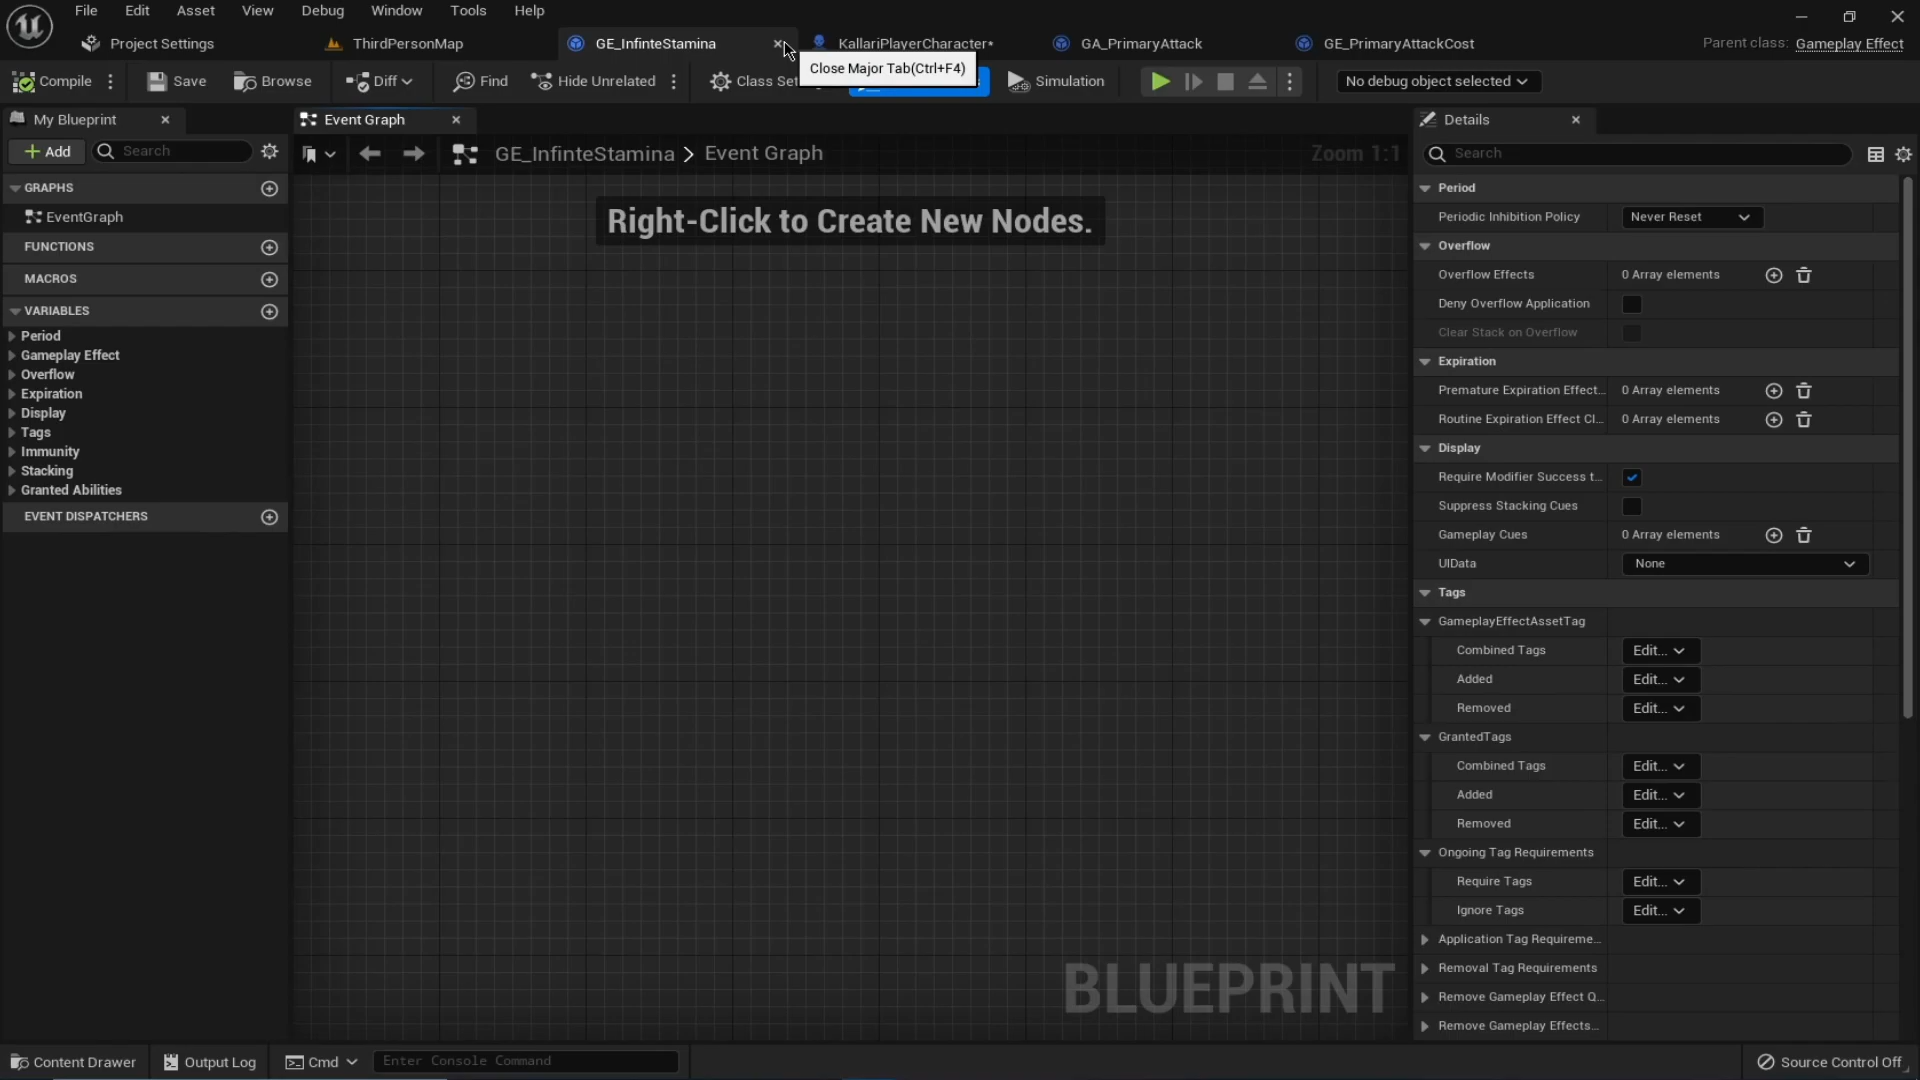 File Edit Asset View Debug Window Tools Help
Project Settings ThirdPersonMap GE_InfinteStamina KallariPlayerCharacter* GA_PrimaryAttack GE_PrimaryAttackCost Parent class: Gameplay Effect
Close Major Tab(Ctrl+F4)
Compile Save Browse Diff Find Hide Unrelated Class Set Simulation No debug object selected
My Blueprint Event Graph Details
Add Search GE_InfinteStamina > Event Graph Zoom 1:1 Search
Right-Click to Create New Nodes.
GRAPHS
EventGraph
FUNCTIONS
MACROS
VARIABLES
Period
Gameplay Effect
Overflow
Expiration
Display
Tags
Immunity
Stacking
Granted Abilities
EVENT DISPATCHERS
BLUEPRINT
Period
Periodic Inhibition Policy Never Reset
Overflow
Overflow Effects 0 Array elements
Deny Overflow Application
Clear Stack on Overflow
Expiration
Premature Expiration Effect... 0 Array elements
Routine Expiration Effect Cl... 0 Array elements
Display
Require Modifier Success t...
Suppress Stacking Cues
Gameplay Cues 0 Array elements
UIData None
Tags
GameplayEffectAssetTag
Combined Tags Edit...
Added Edit...
Removed Edit...
GrantedTags
Combined Tags Edit...
Added Edit...
Removed Edit...
Ongoing Tag Requirements
Require Tags Edit...
Ignore Tags Edit...
Application Tag Requireme...
Removal Tag Requirements
Remove Gameplay Effect Q...
Remove Gameplay Effects...
Content Drawer Output Log Cmd Enter Console Command Source Control Off